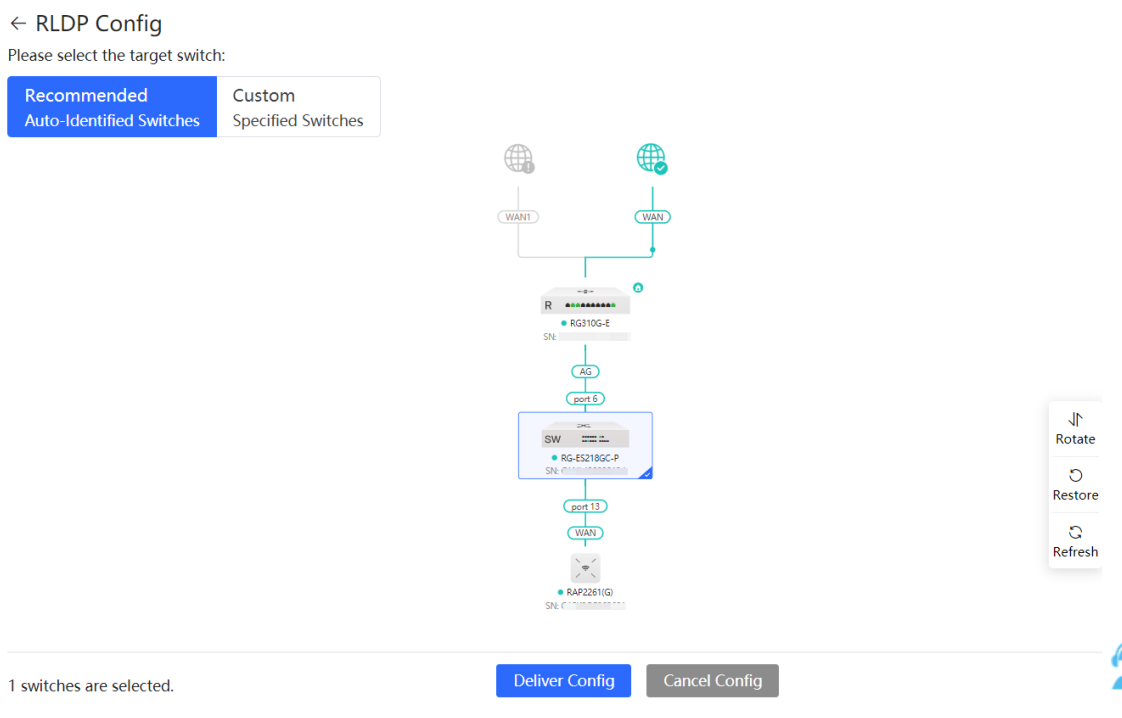 ← RLDP Config
Please select the target switch:
Recommended
Auto-Identified Switches
Custom
Specified Switches
WAN1
WAN
R
RG310G-E
SN:
AG
port 6
SW
RG-ES218GC-P
SN:
port 13
WAN
RAP2261(G)
SN:
Rotate
Restore
Refresh
1 switches are selected.
Deliver Config
Cancel Config